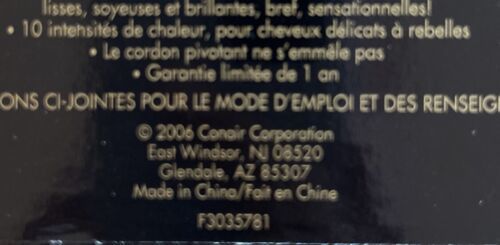 lisses, soyeuses et brillantes, bref, sensationnelles!
• 10 intensités de chaleur, pour cheveux délicats à rebelles
• Le cordon pivotant ne s'emmêle pas
• Garantie limitée de 1 an
ONS CI-JOINTES POUR LE MODE D'EMPLOI ET DES RENSEIG
© 2006 Conair Corporation
East Windsor, NJ 08520
Glendale, AZ 85307
Made in China/Fait en Chine
F3035781